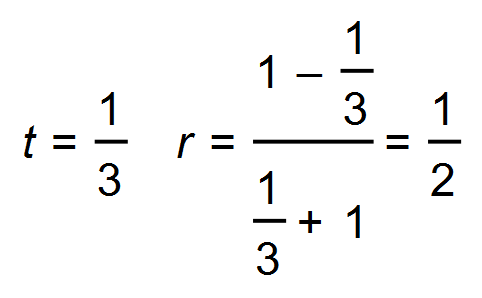 t = 1/3   r = (1 – 1/3)/(1/3 + 1) = 1/2